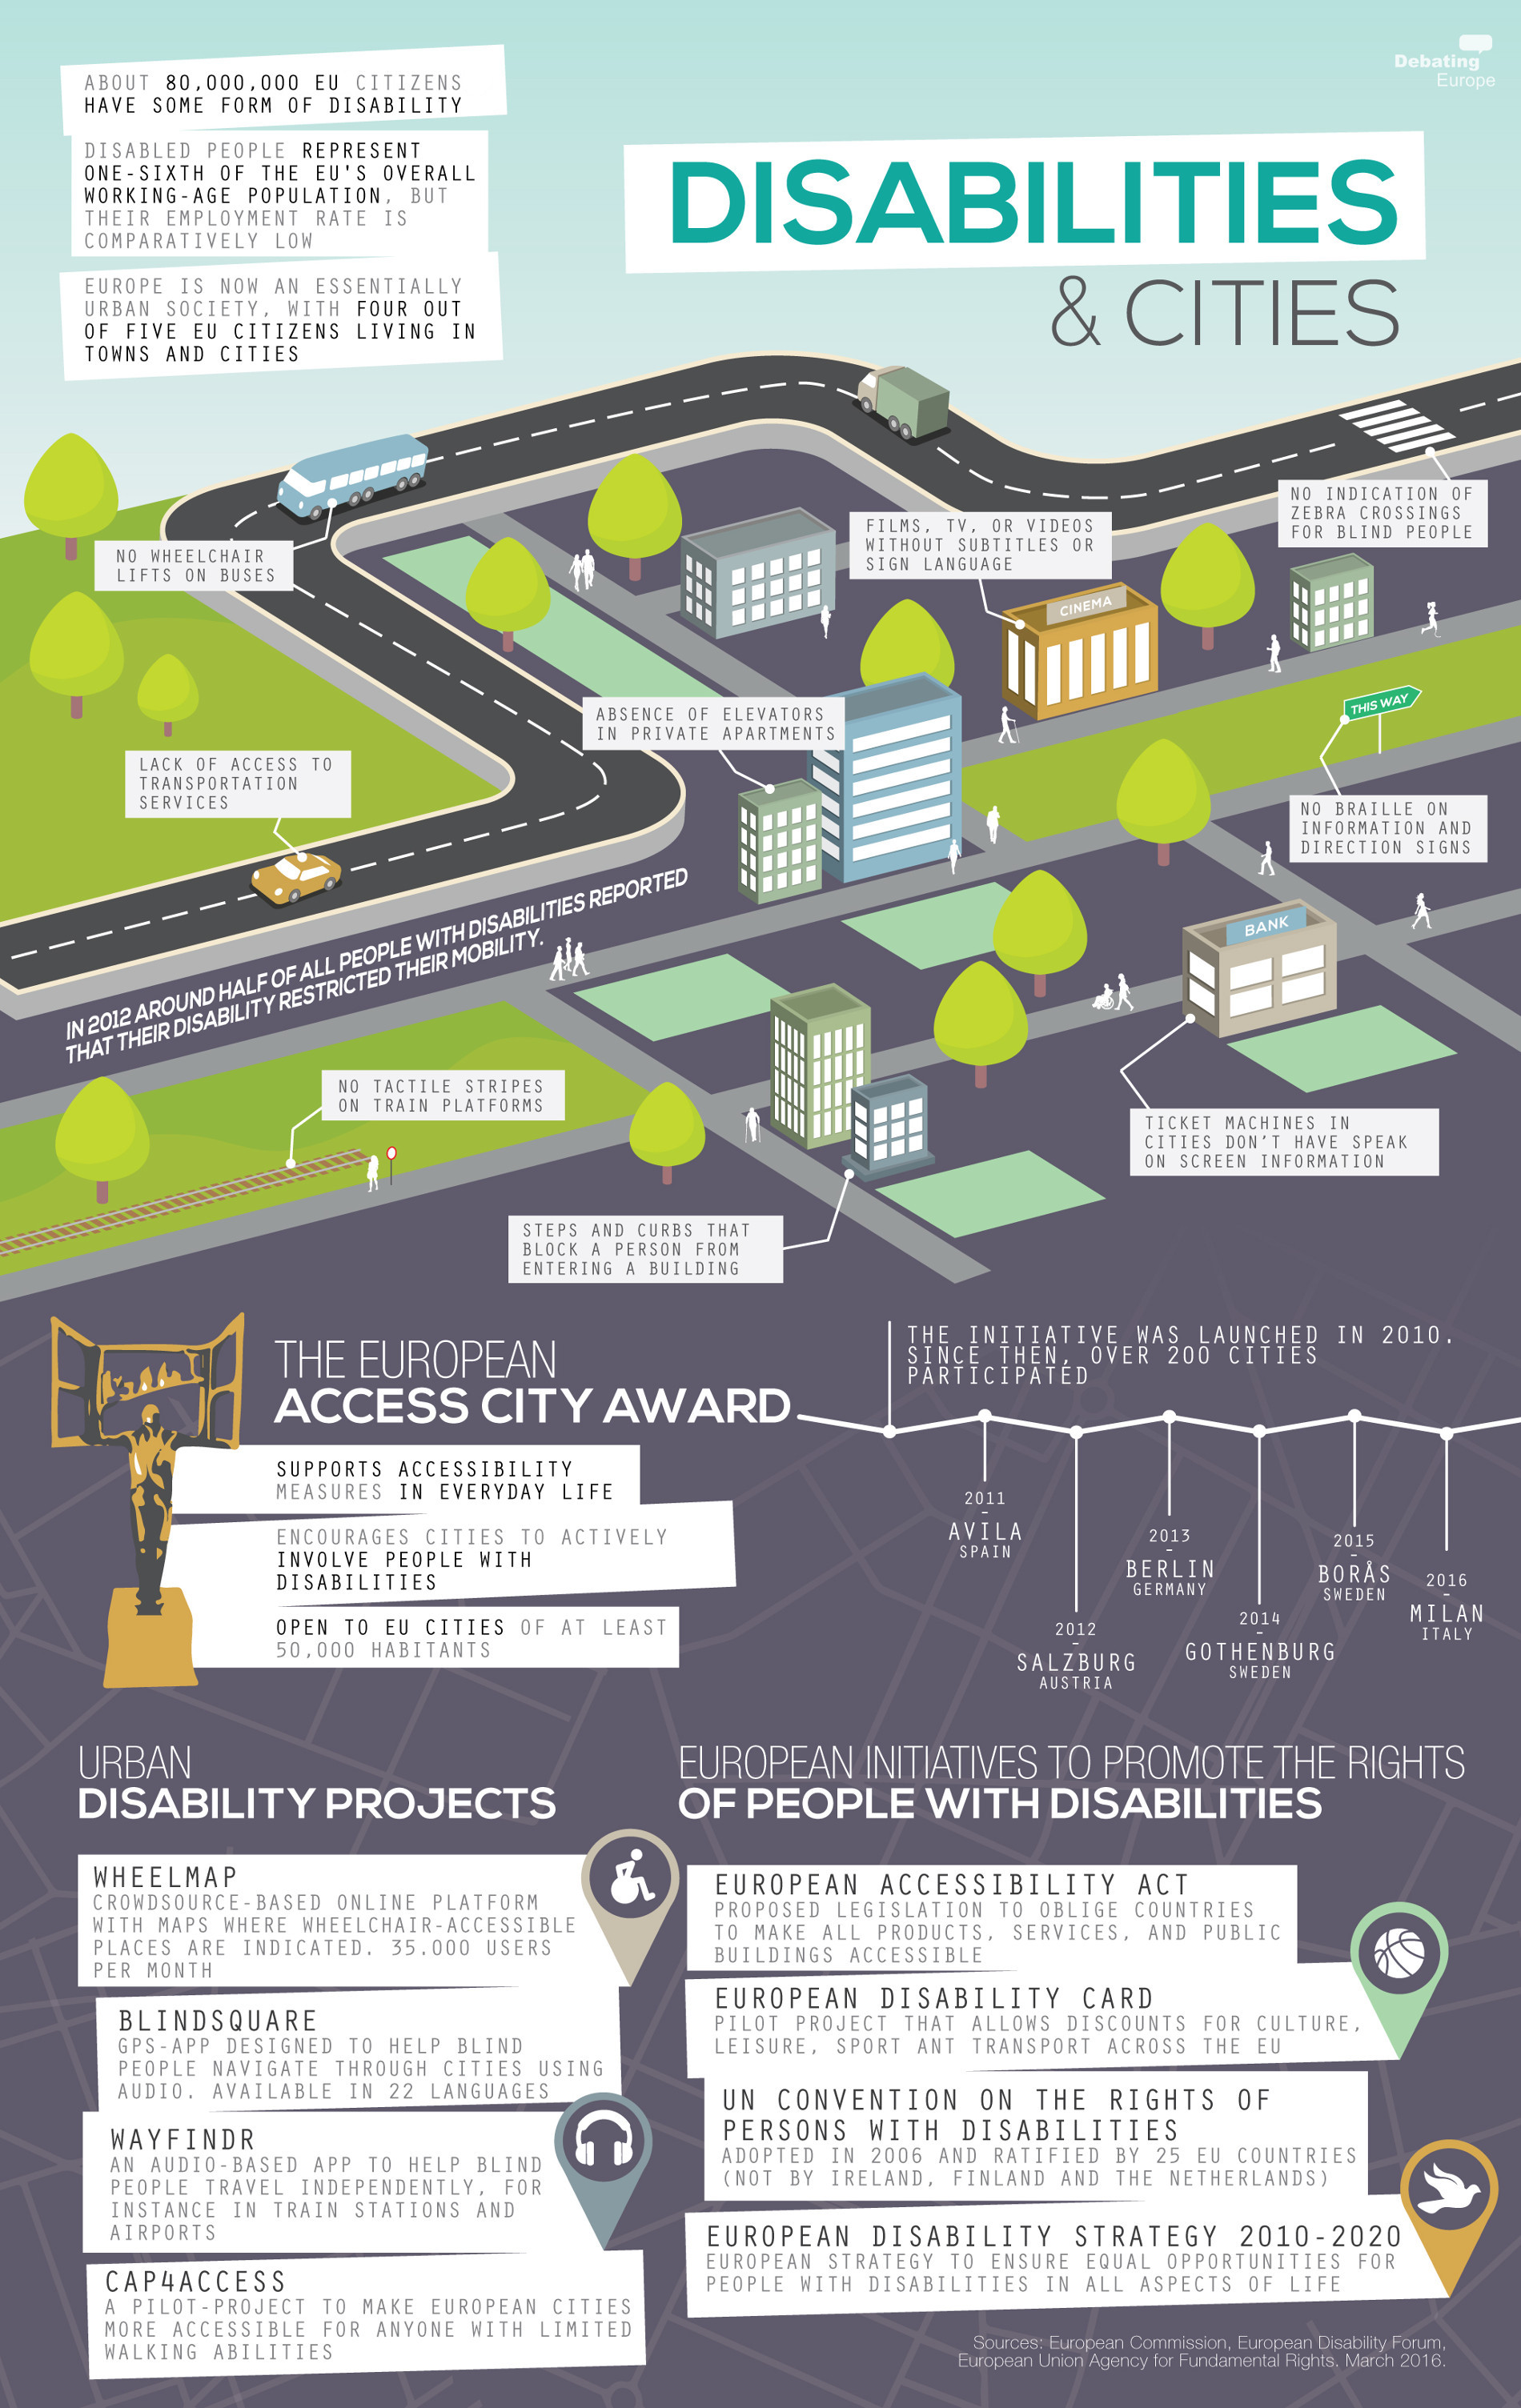 Debating
Europe
ABOUT 80,000,000 EU CITIZENS
HAVE SOME FORM OF DISABILITY
DISABLED PEOPLE REPRESENT
ONE-SIXTH OF THE EU'S OVERALL
WORKING-AGE POPULATION, BUT
THEIR EMPLOYMENT RATE IS
COMPARATIVELY LOW
EUROPE IS NOW AN ESSENTIALLY
URBAN SOCIETY, WITH FOUR OUT
OF FIVE EU CITIZENS LIVING IN
TOWNS AND CITIES
DISABILITIES
& CITIES
NO INDICATION OF
ZEBRA CROSSINGS
FOR BLIND PEOPLE
FILMS, TV, OR VIDEOS
WITHOUT SUBTITLES OR
SIGN LANGUAGE
NO WHEELCHAIR
LIFTS ON BUSES
CINEMA
THIS WAY
ABSENCE OF ELEVATORS
IN PRIVATE APARTMENTS
LACK OF ACCESS TO
TRANSPORTATION
SERVICES
NO BRAILLE ON
INFORMATION AND
DIRECTION SIGNS
BANK
IN 2012 AROUND HALF OF ALL PEOPLE WITH DISABILITIES REPORTED
THAT THEIR DISABILITY RESTRICTED THEIR MOBILITY.
NO TACTILE STRIPES
ON TRAIN PLATFORMS
TICKET MACHINES IN
CITIES DON'T HAVE SPEAK
ON SCREEN INFORMATION
STEPS AND CURBS THAT
BLOCK A PERSON FROM
ENTERING A BUILDING
THE EUROPEAN
ACCESS CITY AWARD
SUPPORTS ACCESSIBILITY
MEASURES IN EVERYDAY LIFE
ENCOURAGES CITIES TO ACTIVELY
INVOLVE PEOPLE WITH
DISABILITIES
OPEN TO EU CITIES OF AT LEAST
50,000 HABITANTS
THE INITIATIVE WAS LAUNCHED IN 2010.
SINCE THEN, OVER 200 CITIES
PARTICIPATED
2011
-
AVILA
SPAIN
2012
-
SALZBURG
AUSTRIA
2013
-
BERLIN
GERMANY
2014
-
GOTHENBURG
SWEDEN
2015
-
BORÅS
SWEDEN
2016
-
MILAN
ITALY
URBAN
DISABILITY PROJECTS
WHEELMAP
CROWDSOURCE-BASED ONLINE PLATFORM
WITH MAPS WHERE WHEELCHAIR-ACCESSIBLE
PLACES ARE INDICATED. 35.000 USERS
PER MONTH
BLINDSQUARE
GPS-APP DESIGNED TO HELP BLIND
PEOPLE NAVIGATE THROUGH CITIES USING
AUDIO. AVAILABLE IN 22 LANGUAGES
WAYFINDR
AN AUDIO-BASED APP TO HELP BLIND
PEOPLE TRAVEL INDEPENDENTLY, FOR
INSTANCE IN TRAIN STATIONS AND
AIRPORTS
CAP4ACCESS
A PILOT-PROJECT TO MAKE EUROPEAN CITIES
MORE ACCESSIBLE FOR ANYONE WITH LIMITED
WALKING ABILITIES
EUROPEAN INITIATIVES TO PROMOTE THE RIGHTS
OF PEOPLE WITH DISABILITIES
EUROPEAN ACCESSIBILITY ACT
PROPOSED LEGISLATION TO OBLIGE COUNTRIES
TO MAKE ALL PRODUCTS, SERVICES, AND PUBLIC
BUILDINGS ACCESSIBLE
EUROPEAN DISABILITY CARD
PILOT PROJECT THAT ALLOWS DISCOUNTS FOR CULTURE,
LEISURE, SPORT ANT TRANSPORT ACROSS THE EU
UN CONVENTION ON THE RIGHTS OF
PERSONS WITH DISABILITIES
ADOPTED IN 2006 AND RATIFIED BY 25 EU COUNTRIES
(NOT BY IRELAND, FINLAND AND THE NETHERLANDS)
EUROPEAN DISABILITY STRATEGY 2010-2020
EUROPEAN STRATEGY TO ENSURE EQUAL OPPORTUNITIES FOR
PEOPLE WITH DISABILITIES IN ALL ASPECTS OF LIFE
Sources: European Commission, European Disability Forum,
European Union Agency for Fundamental Rights. March 2016.